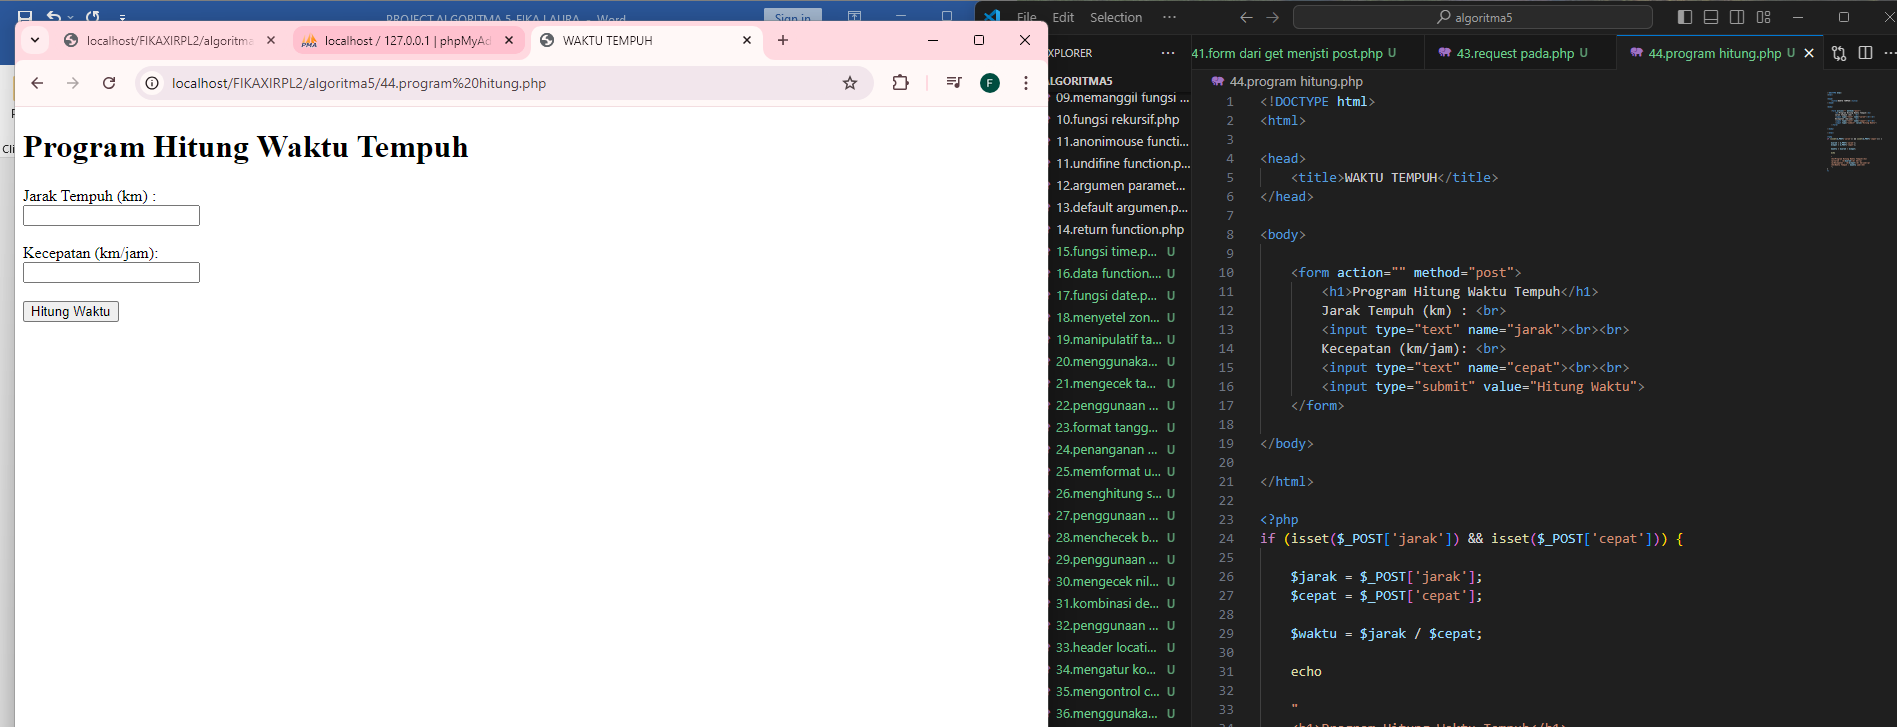 PROJECT ALGORITMA 5-FIKA LAURA - Word
Sign in
localhost/FIKAXIRPL2/algoritma
localhost / 127.0.0.1 | phpMyAd
WAKTU TEMPUH
localhost/FIKAXIRPL2/algoritma5/44.program%20hitung.php
F
Program Hitung Waktu Tempuh
Jarak Tempuh (km) :
Kecepatan (km/jam):
Hitung Waktu
File Edit Selection ···
algoritma5
XPLORER ···
LGORITMA5
09.memanggil fungsi ...
10.fungsi rekursif.php
11.anonimouse functi...
11.undifine function.p...
12.argumen paramet...
13.default argumen.p...
14.return function.php
15.fungsi time.p... U
16.data function.... U
17.fungsi date.p... U
18.menyetel zon... U
19.manipulatif ta... U
20.menggunaka... U
21.mengecek ta... U
22.penggunaan ... U
23.format tangg... U
24.penanganan ... U
25.memformat u... U
26.menghitung s... U
27.penggunaan ... U
28.menchecek b... U
29.penggunaan ... U
30.mengecek nil... U
31.kombinasi de... U
32.penggunaan ... U
33.header locati... U
34.mengatur ko... U
35.mengontrol c... U
36.menggunaka... U
41.form dari get menjsti post.php U
43.request pada.php U
44.program hitung.php U
44.program hitung.php
1 <!DOCTYPE html>
2 <html>
3
4 <head>
5 <title>WAKTU TEMPUH</title>
6 </head>
7
8 <body>
9
10 <form action="" method="post">
11 <h1>Program Hitung Waktu Tempuh</h1>
12 Jarak Tempuh (km) : <br>
13 <input type="text" name="jarak"><br><br>
14 Kecepatan (km/jam): <br>
15 <input type="text" name="cepat"><br><br>
16 <input type="submit" value="Hitung Waktu">
17 </form>
18
19 </body>
20
21 </html>
22
23 <?php
24 if (isset($_POST['jarak']) && isset($_POST['cepat'])) {
25
26 $jarak = $_POST['jarak'];
27 $cepat = $_POST['cepat'];
28
29 $waktu = $jarak / $cepat;
30
31 echo
32
33 "
34 <h1>Program Hitung Waktu Tempuh</h1>